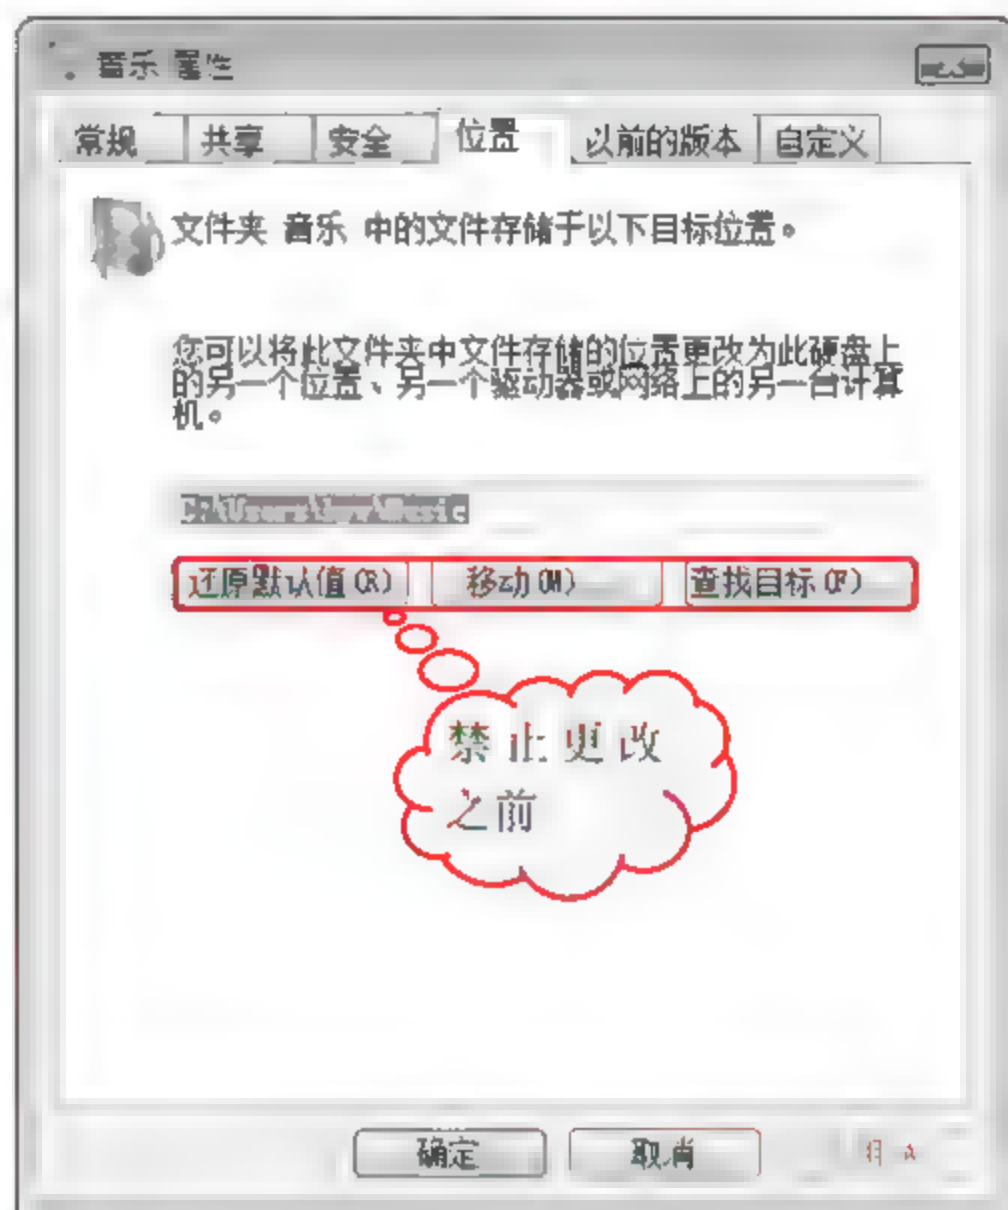 音乐 属性
常规 共享 安全 位置 以前的版本 自定义
文件夹 音乐 中的文件存储于以下目标位置。
您可以将此文件夹中文件存储的位置更改为此硬盘上
的另一个位置、另一个驱动器或网络上的另一台计算
机。
还原默认值(R) 移动(M) 查找目标(F)
禁止更改
之前
确定 取消